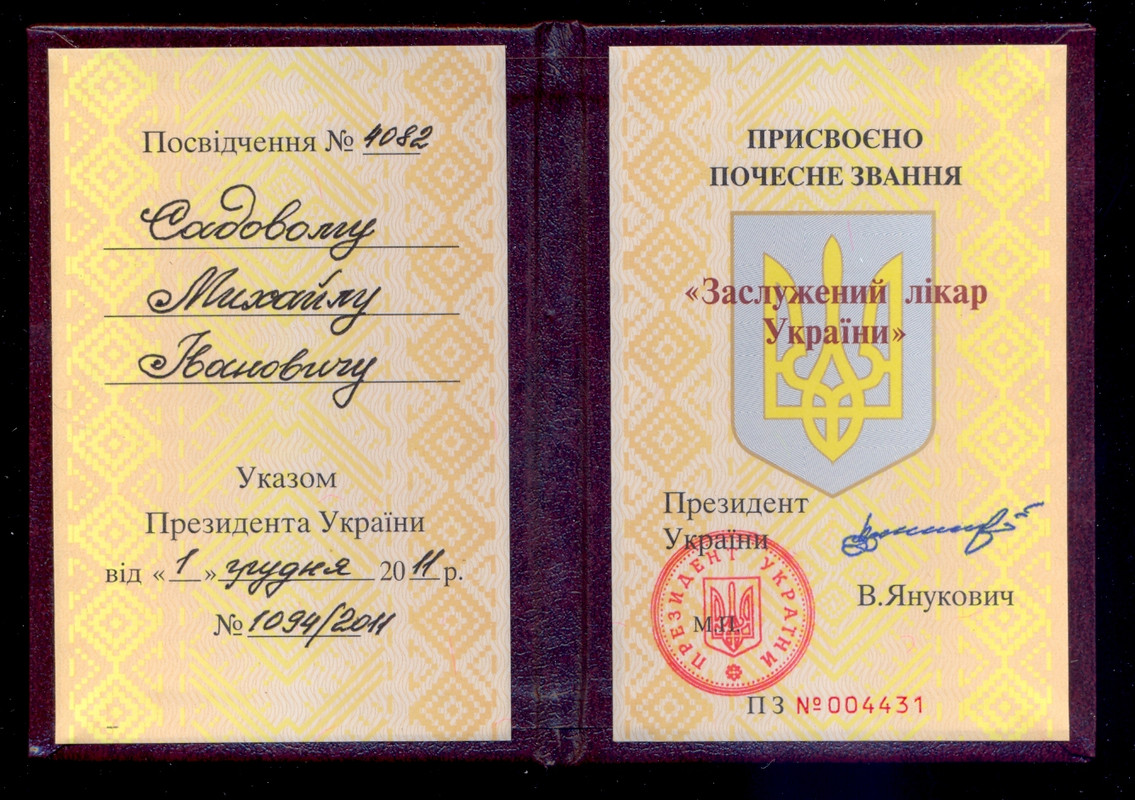 Посвідчення № 4082
Садовому
Михайлу
Івановичу
Указом
Президента України
від «1» грудня 2011 р.
№ 1094/2011
ПРИСВОЄНО
ПОЧЕСНЕ ЗВАННЯ
«Заслужений лікар
України»
Президент
України
В.Янукович
ПРЕЗИДЕНТ УКРАЇНИ
М.П.
ПЗ №004431